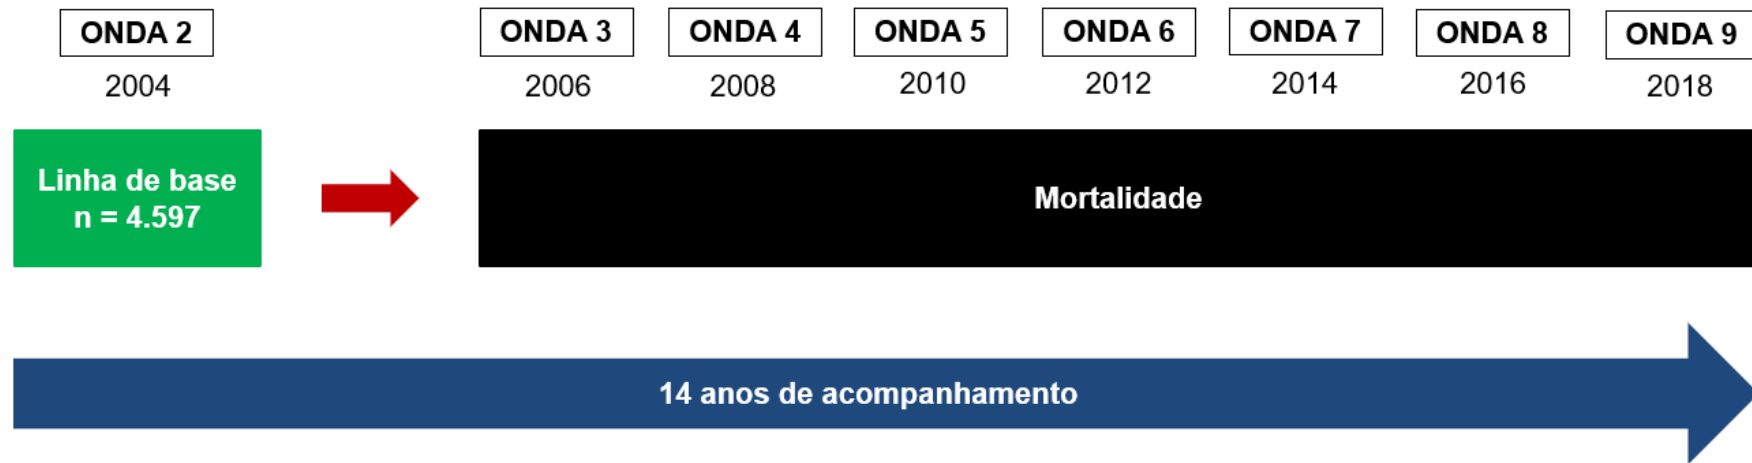 ONDA 2
ONDA 3
ONDA 4
ONDA 5
ONDA 6
ONDA 7
ONDA 8
ONDA 9
2004
2006
2008
2010
2012
2014
2016
2018
Linha de base
n = 4.597
Mortalidade
14 anos de acompanhamento